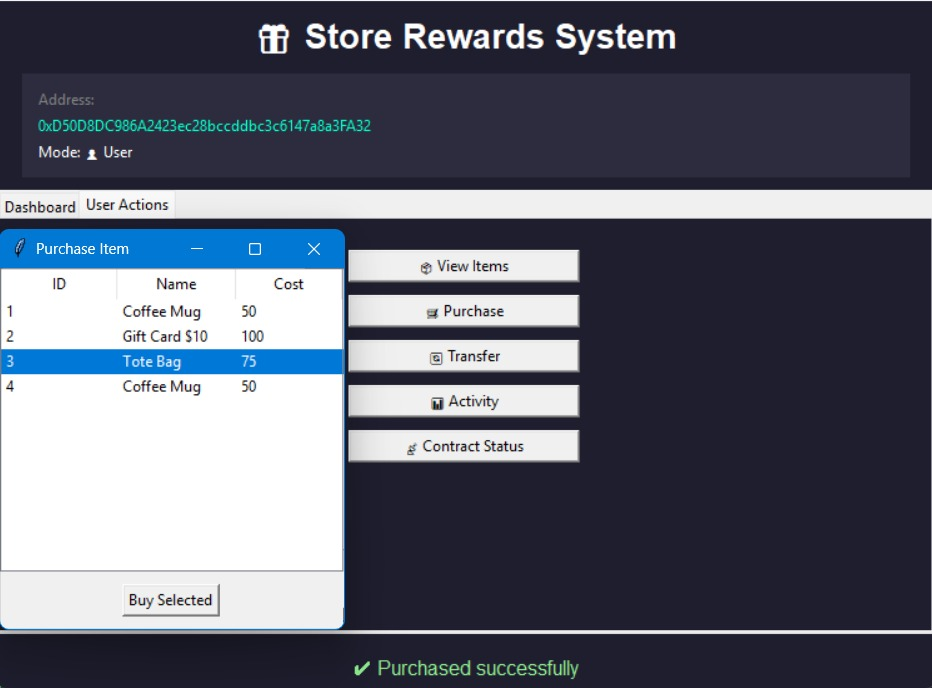 Store Rewards System
Address:
0xD50D8DC986A2423ec28bccddbc3c6147a8a3FA32
Mode: User
Dashboard User Actions
Purchase Item
ID Name Cost
1 Coffee Mug 50
2 Gift Card $10 100
3 Tote Bag 75
4 Coffee Mug 50
Buy Selected
View Items
Purchase
Transfer
Activity
Contract Status
✔ Purchased successfully